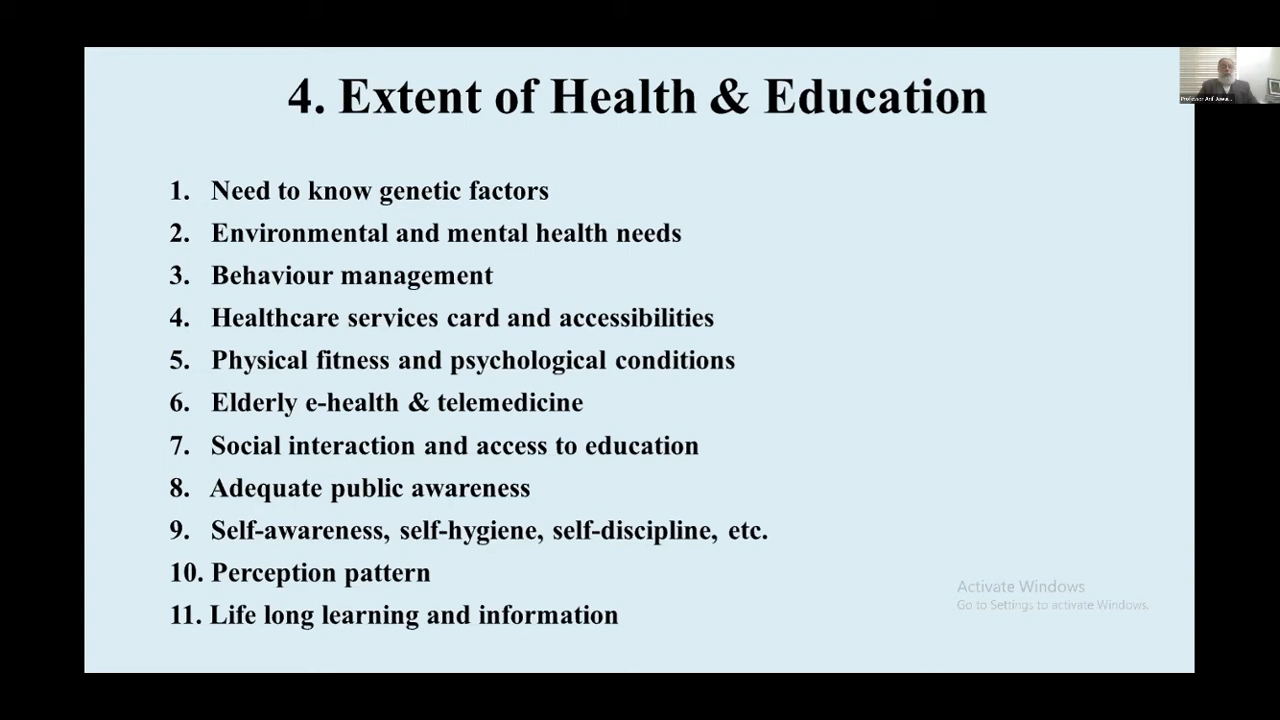 4. Extent of Health & Education
Professor Arif
1. Need to know genetic factors
2. Environmental and mental health needs
3. Behaviour management
4. Healthcare services card and accessibilities
5. Physical fitness and psychological conditions
6. Elderly e-health & telemedicine
7. Social interaction and access to education
8. Adequate public awareness
9. Self-awareness, self-hygiene, self-discipline, etc.
10. Perception pattern
11. Life long learning and information
Activate Windows
Go to Settings to activate Windows.